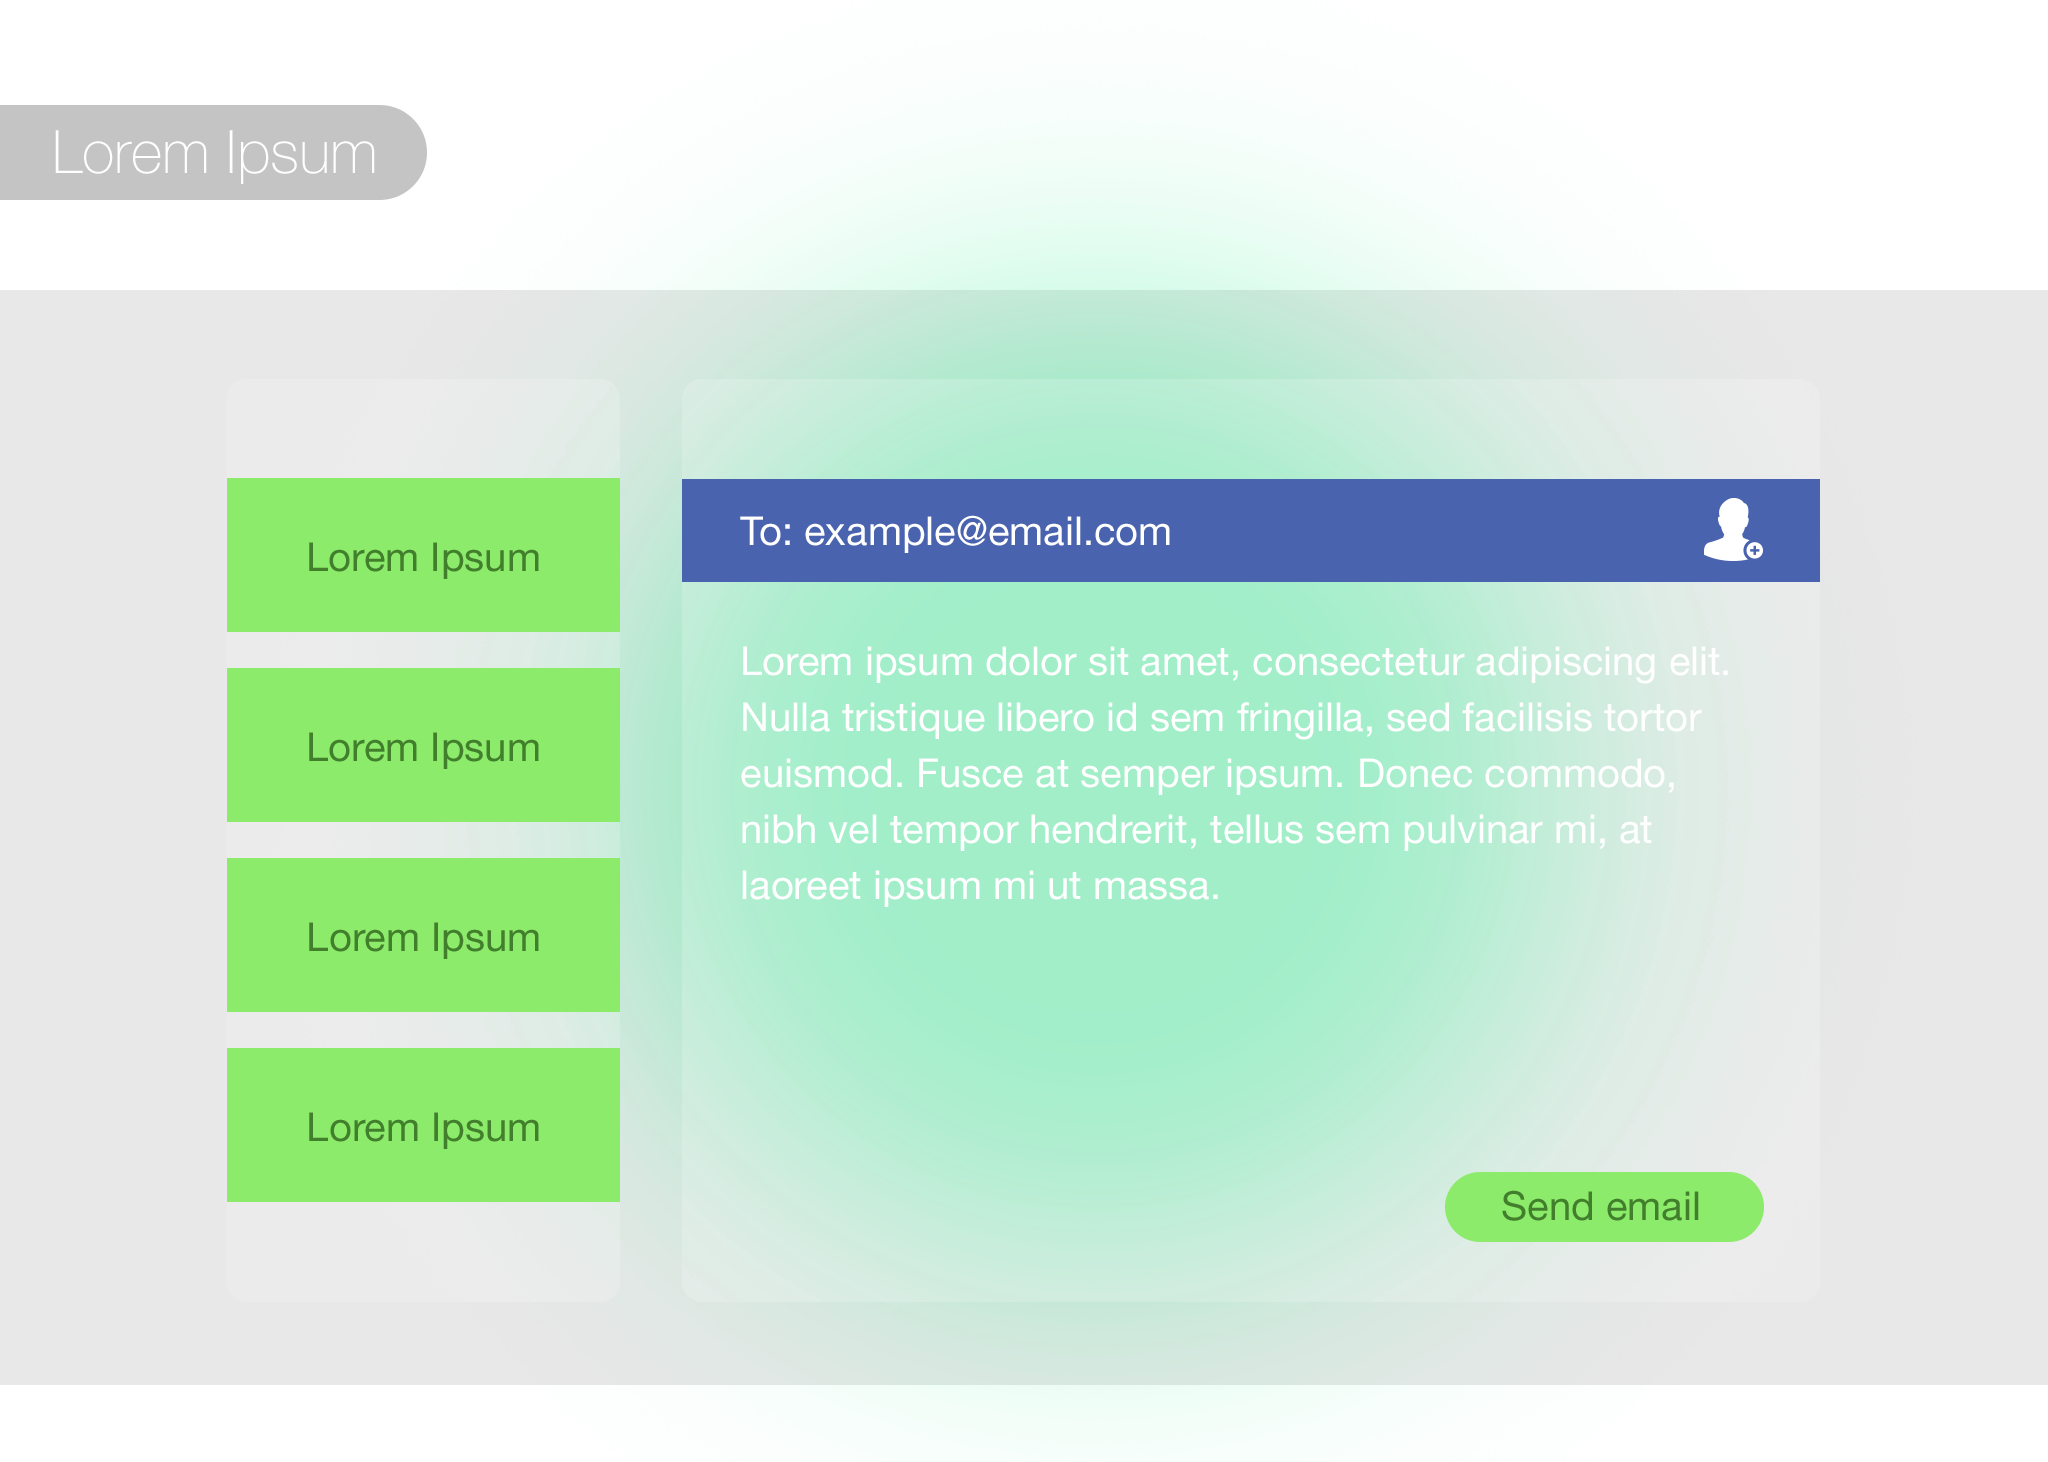 Lorem Ipsum
Lorem Ipsum
Lorem Ipsum
Lorem Ipsum
Lorem Ipsum
To: example@email.com
Lorem ipsum dolor sit amet, consectetur adipiscing elit.
Nulla tristique libero id sem fringilla, sed facilisis tortor
euismod. Fusce at semper ipsum. Donec commodo,
nibh vel tempor hendrerit, tellus sem pulvinar mi, at
laoreet ipsum mi ut massa.
Send email